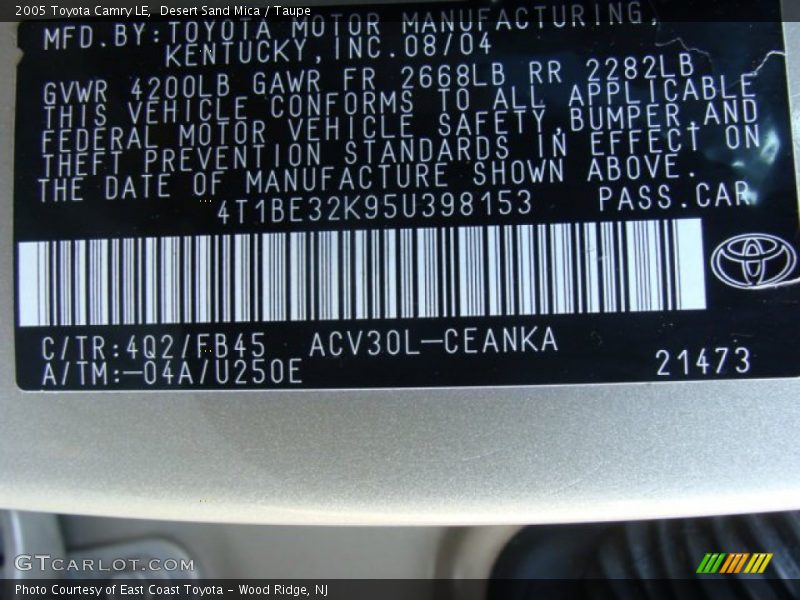 2005 Toyota Camry LE, Desert Sand Mica / Taupe
MFD.BY:TOYOTA MOTOR MANUFACTURING,
KENTUCKY,INC.08/04
GVWR 4200LB GAWR FR 2668LB RR 2282LB
THIS VEHICLE CONFORMS TO ALL APPLICABLE
FEDERAL MOTOR VEHICLE SAFETY,BUMPER,AND
THEFT PREVENTION STANDARDS IN EFFECT ON
THE DATE OF MANUFACTURE SHOWN ABOVE.
4T1BE32K95U398153 PASS.CAR
C/TR:4Q2/FB45 ACV30L-CEANKA
A/TM:-04A/U250E 21473
GTCARLOT.COM
Photo Courtesy of East Coast Toyota - Wood Ridge, NJ